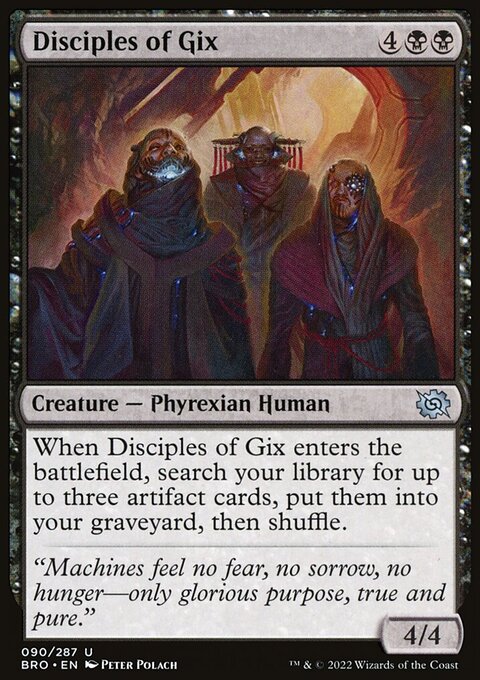 Disciples of Gix 4
Creature — Phyrexian Human
When Disciples of Gix enters the
battlefield, search your library for up
to three artifact cards, put them into
your graveyard, then shuffle.
“Machines feel no fear, no sorrow, no
hunger—only glorious purpose, true and
pure.”
4/4
090/287 U
BRO • EN Peter Polach
™ & © 2022 Wizards of the Coast